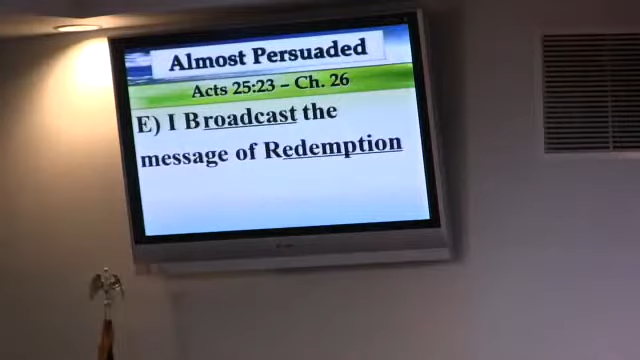 Almost Persuaded
Acts 25:23 – Ch. 26
E) I Broadcast the
message of Redemption